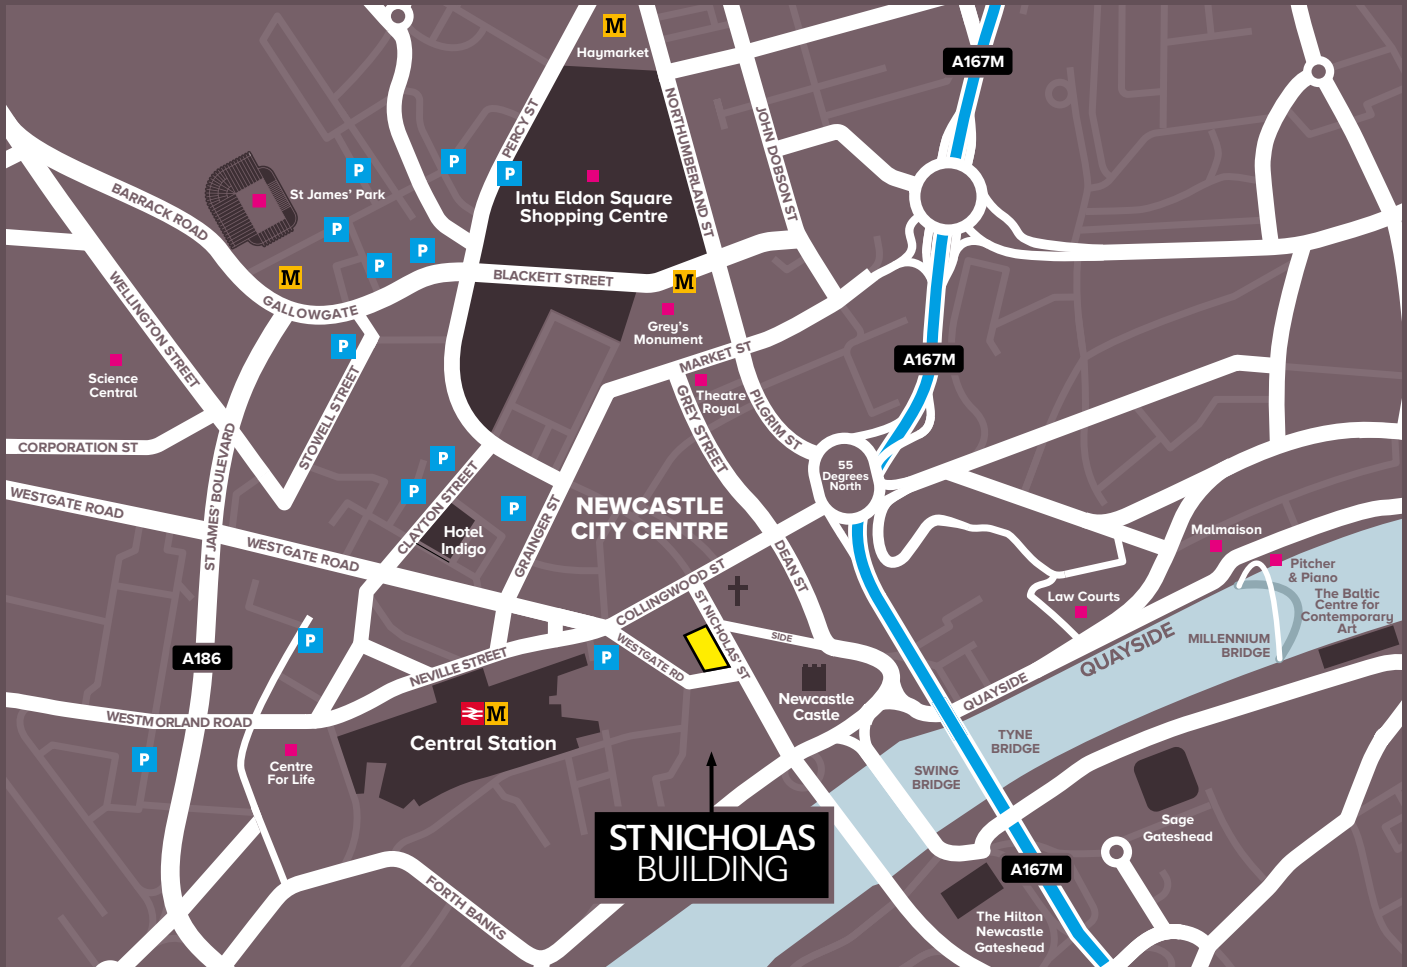 M
Haymarket
A167M
PERCY ST
NORTHUMBERLAND ST
JOHN DOBSON ST
P
P
P
St James' Park
BARRACK ROAD
Intu Eldon Square
Shopping Centre
P
P
P
M
GALLOWGATE
BLACKETT STREET
M
Grey's
Monument
WELLINGTON STREET
P
MARKET ST
A167M
Science
Central
STOWELL STREET
Theatre
Royal
GREY STREET
PILGRIM ST
CORPORATION ST
ST JAMES' BOULEVARD
55
Degrees
North
P
P
P
CLAYTON STREET
WESTGATE ROAD
NEWCASTLE
CITY CENTRE
GRAINGER ST
Hotel
Indigo
WESTGATE ROAD
DEAN ST
Malmaison
Pitcher
& Piano
COLLINGWOOD ST
ST NICHOLAS' ST
Law Courts
The Baltic
Centre for
Contemporary
Art
MILLENNIUM
BRIDGE
QUAYSIDE
SIDE
P
P
WESTGATE RD
A186
NEVILLE STREET
Newcastle
Castle
QUAYSIDE
WESTMORLAND ROAD
M
Central Station
TYNE
BRIDGE
SWING
BRIDGE
P
Centre
For Life
ST NICHOLAS
BUILDING
Sage
Gateshead
A167M
FORTH BANKS
The Hilton
Newcastle
Gateshead